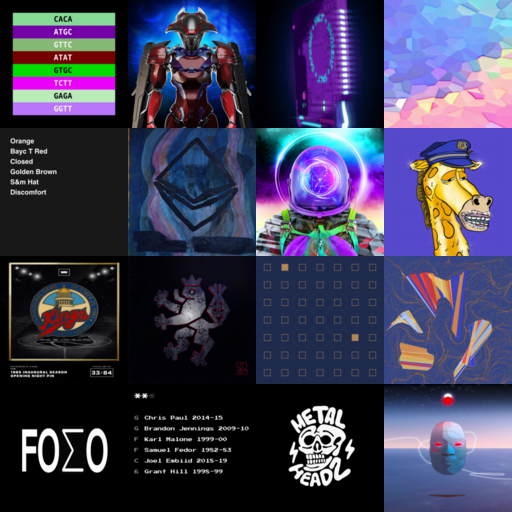 CACA
ATGC
GTTC
ATAT
GTGC
TCTT
GAGA
GGTT
Orange
Bayc T Red
Closed
Golden Brown
S&m Hat
Discomfort
Kings
1985 INAUGURAL SEASON
OPENING NIGHT PIN
33·84
FOΣO
**
G Chris Paul 2014-15
G Brandon Jennings 2009-10
F Karl Malone 1999-00
F Samuel Fedor 1952-53
C Joel Embiid 2018-19
6 Grant Hill 1998-99
METAL
HEADZ